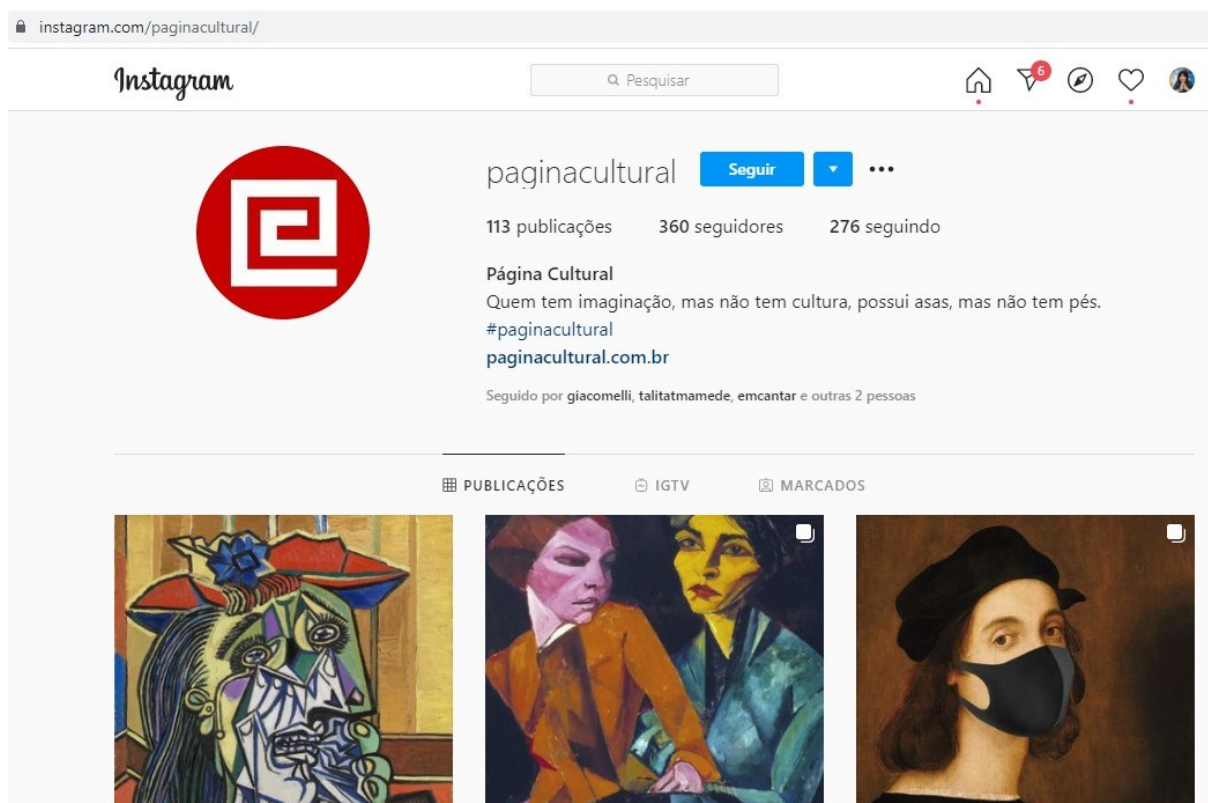 instagram.com/paginacultural/
Instagram
Pesquisar
6
paginacultural Seguir
113 publicações 360 seguidores 276 seguindo
Página Cultural
Quem tem imaginação, mas não tem cultura, possui asas, mas não tem pés.
#paginacultural
paginacultural.com.br
Seguido por giacomelli, talitatmamede, emcantar e outras 2 pessoas
PUBLICAÇÕES IGTV MARCADOS